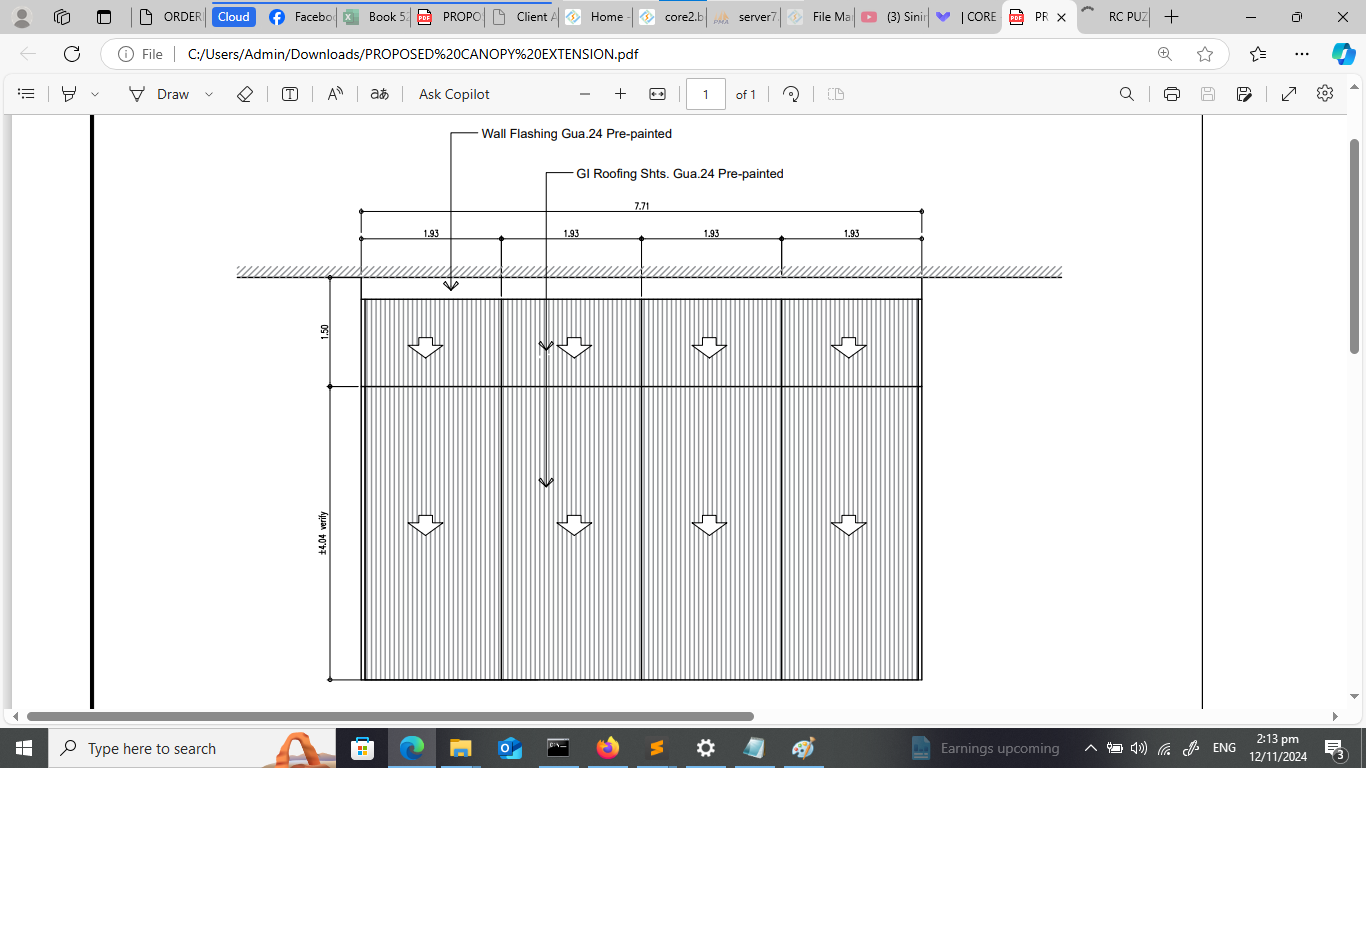 ORDER
Cloud
Faceboo
Book 5
PROPO
Client A
Home -
core2.b
server7.
File Ma
(3) Sinir
| CORE
PR
RC PUZ
File
C:/Users/Admin/Downloads/PROPOSED%20CANOPY%20EXTENSION.pdf
Draw
T
A
aあ
Ask Copilot
1
of 1
Wall Flashing Gua.24 Pre-painted
GI Roofing Shts. Gua.24 Pre-painted
7.71
1.93
1.93
1.93
1.93
1.50
±4.04 verify
Type here to search
Earnings upcoming
ENG
2:13 pm
12/11/2024
3